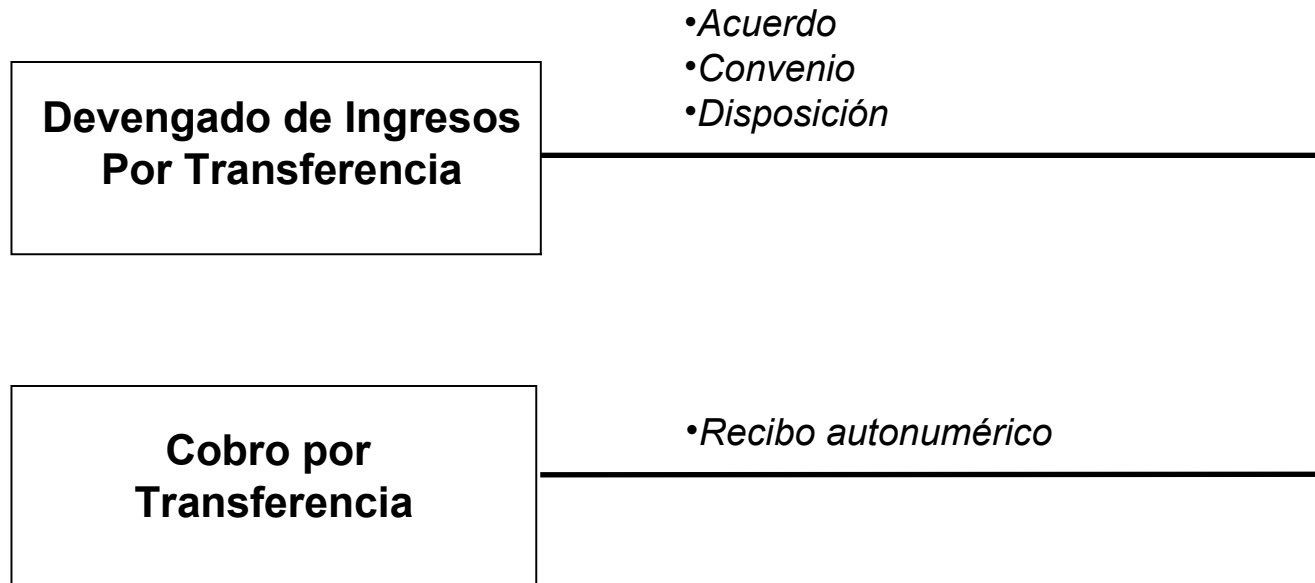 •Acuerdo
•Convenio
•Disposición
Devengado de Ingresos
Por Transferencia
•Recibo autonumérico
Cobro por
Transferencia